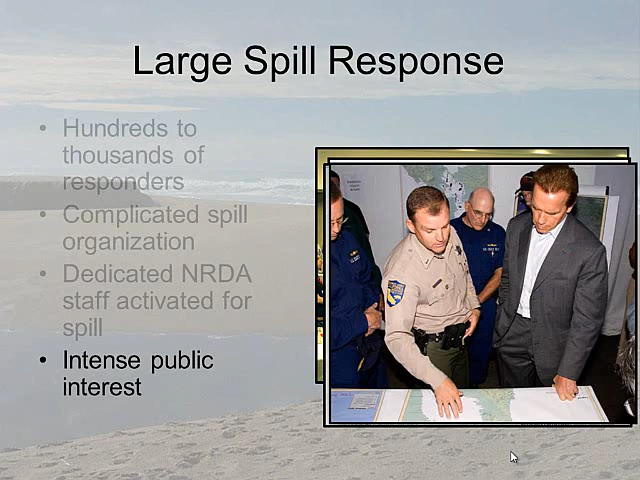 Large Spill Response
• Hundreds to
thousands of
responders
• Complicated spill
organization
• Dedicated NRDA
staff activated for
spill
• Intense public
interest